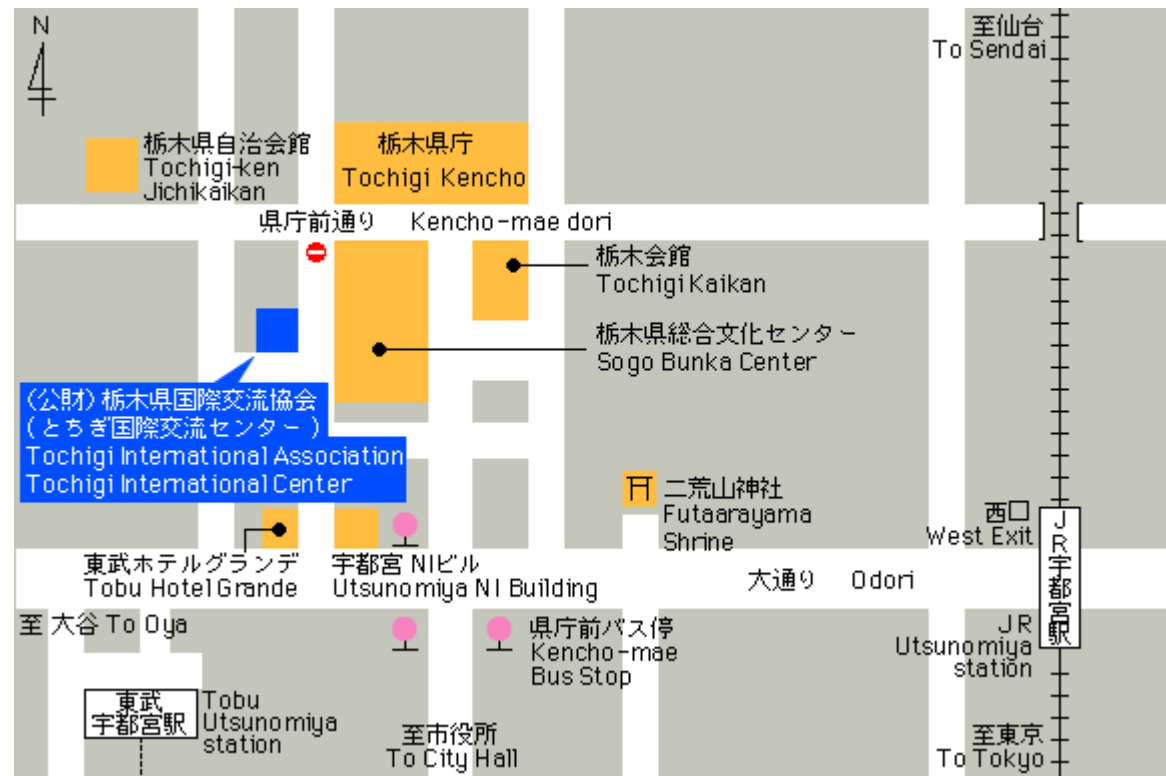 N
至仙台
To Sendai
栃木県自治会館
Tochigi-ken
Jichikaikan
栃木県庁
Tochigi Kencho
県庁前通り Kencho-mae dori
栃木会館
Tochigi Kaikan
栃木県総合文化センター
Sogo Bunka Center
(公財)栃木県国際交流協会
(とちぎ国際交流センター)
Tochigi International Association
Tochigi International Center
二荒山神社
Futaarayama
Shrine
西口
West Exit
JR宇都宮駅
東武ホテルグランデ
Tobu Hotel Grande
宇都宮 NIビル
Utsunomiya NI Building
大通り Odori
至 大谷 To Oya
県庁前バス停
Kencho-mae
Bus Stop
JR
Utsunomiya
station
東武
宇都宮駅
Tobu
Utsunomiya
station
至市役所
To City Hall
至東京
To Tokyo